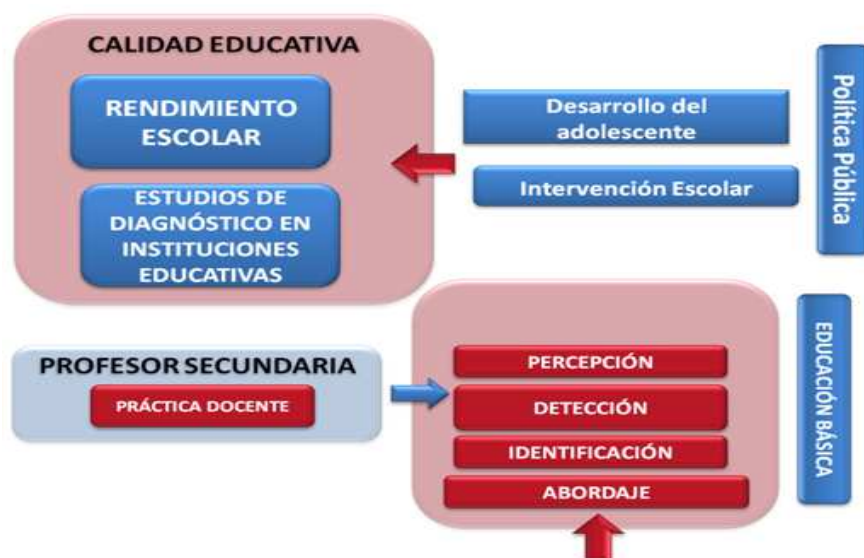 CALIDAD EDUCATIVA
RENDIMIENTO
ESCOLAR
ESTUDIOS DE
DIAGNÓSTICO EN
INSTITUCIONES
EDUCATIVAS
Desarrollo del
adolescente
Intervención Escolar
Política Pública
PROFESOR SECUNDARIA
PRÁCTICA DOCENTE
PERCEPCIÓN
DETECCIÓN
IDENTIFICACIÓN
ABORDAJE
EDUCACIÓN BÁSICA